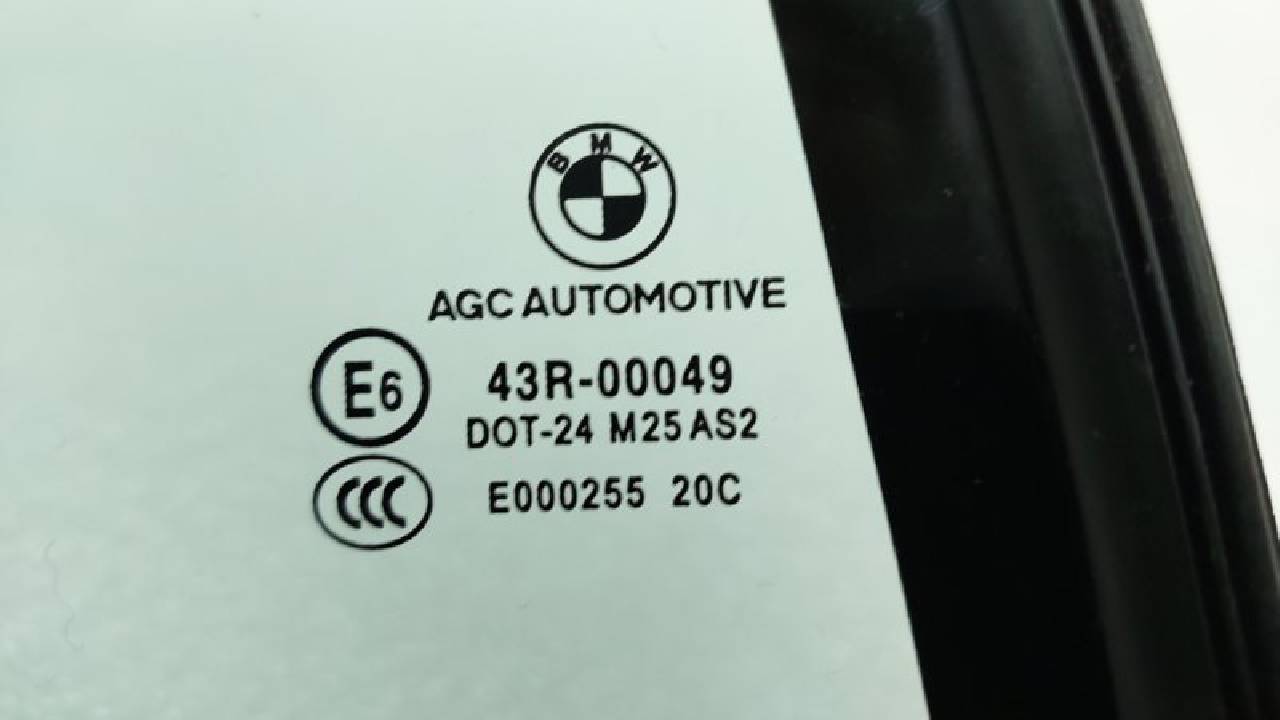 BMW
AGC AUTOMOTIVE
E6 43R-00049
DOT-24 M25 AS2
CCC E000255 20C